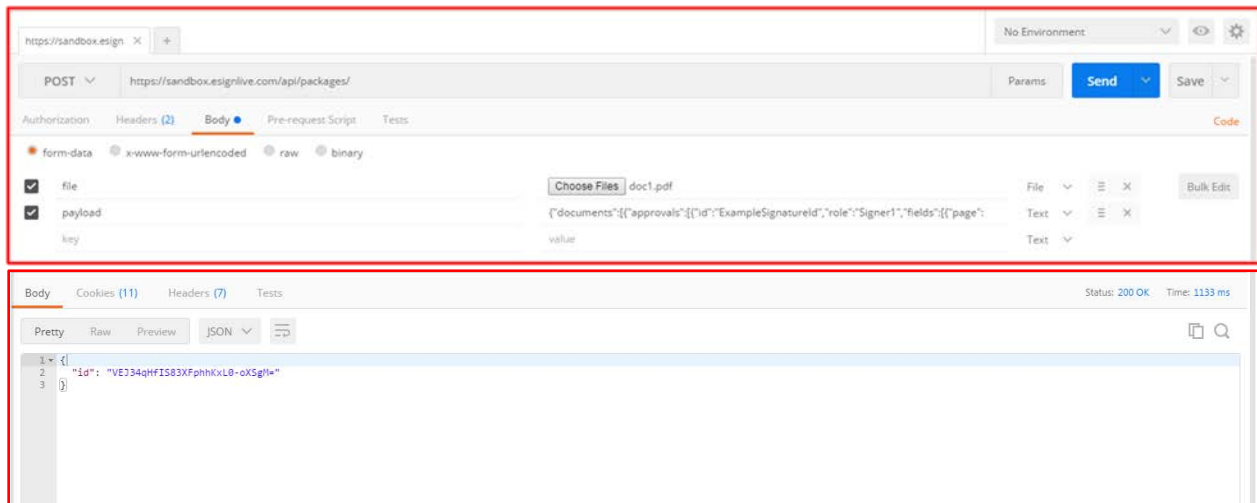 https://sandbox.esign
No Environment
POST https://sandbox.esignlive.com/api/packages/ Params Send Save
Authorization Headers (2) Body Pre-request Script Tests Code
form-data x-www-form-urlencoded raw binary
file Choose Files doc1.pdf File Bulk Edit
payload {"documents":[{"approvals":[{"id":"ExampleSignatureId","role":"Signer1","fields":[{"page": Text
key value Text
Body Cookies (11) Headers (7) Tests Status: 200 OK Time: 1133 ms
Pretty Raw Preview JSON
1 {
2 "id": "VEJ34qHfIS83XFphhKxL0-oXSgM="
3 }